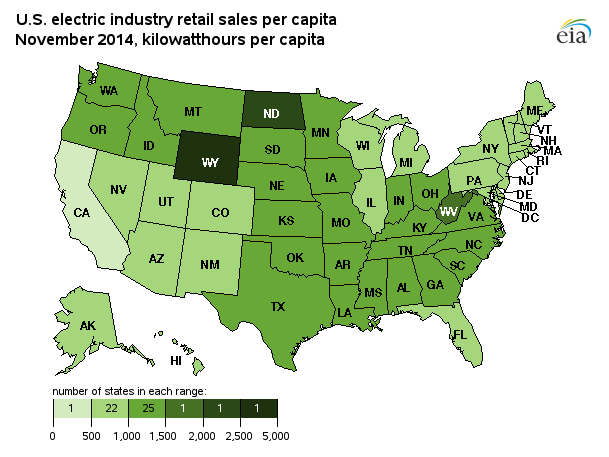 U.S. electric industry retail sales per capita
November 2014, kilowatthours per capita
eia
WA
MT
ND
MN
ME
OR
ID
WY
SD
WI
MI
NY
VT
NH
MA
RI
CT
NJ
NV
UT
CO
NE
IA
IL
IN
OH
PA
DE
MD
DC
CA
KS
MO
KY
WV
VA
AZ
NM
OK
AR
TN
NC
SC
TX
LA
MS
AL
GA
FL
AK
HI
number of states in each range:
1 22 25 1 1 1
0 500 1,000 1,500 2,000 2,500 5,000